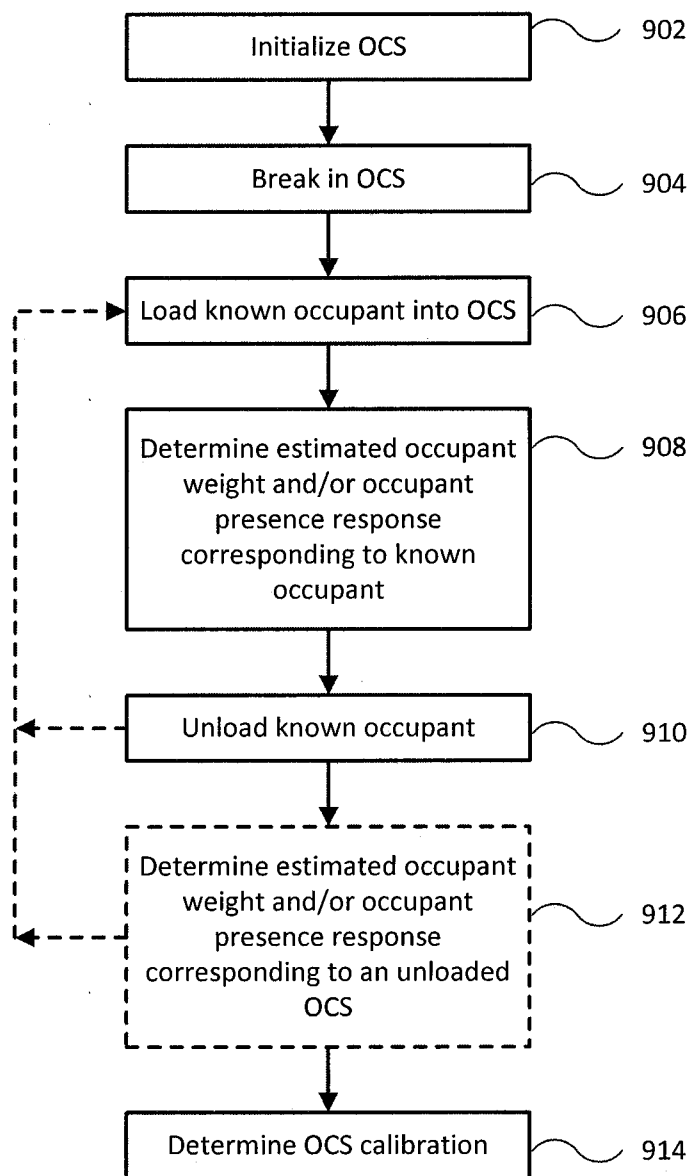 Initialize OCS
902
Break in OCS
904
Load known occupant into OCS
906
Determine estimated occupant
weight and/or occupant
presence response
corresponding to known
occupant
908
Unload known occupant
910
Determine estimated occupant
weight and/or occupant
presence response
corresponding to an unloaded
OCS
912
Determine OCS calibration
914